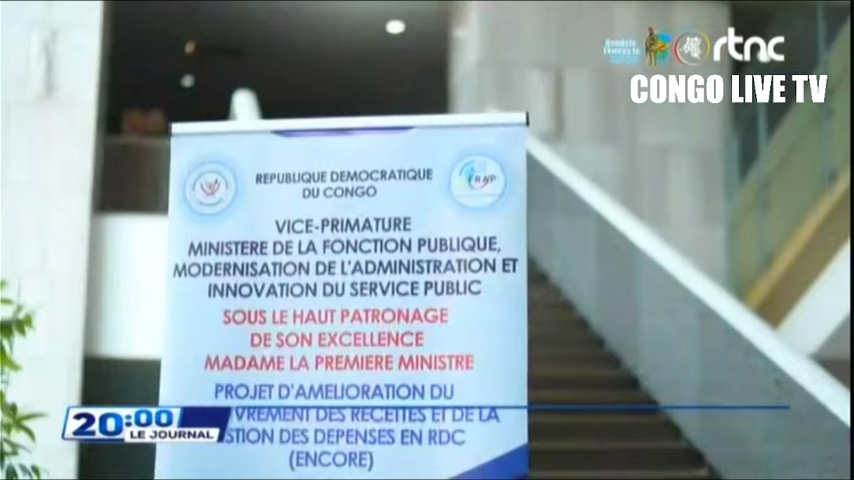 rtnc
CONGO LIVE TV
REPUBLIQUE DEMOCRATIQUE
DU CONGO
VICE-PRIMATURE
MINISTERE DE LA FONCTION PUBLIQUE,
MODERNISATION DE L'ADMINISTRATION ET
INNOVATION DU SERVICE PUBLIC
SOUS LE HAUT PATRONAGE
DE SON EXCELLENCE
MADAME LA PREMIERE MINISTRE
PROJET D'AMELIORATION DU
VREMENT DES RECETTES ET DE LA
STION DES DEPENSES EN RDC
(ENCORE)
20:00
LE JOURNAL